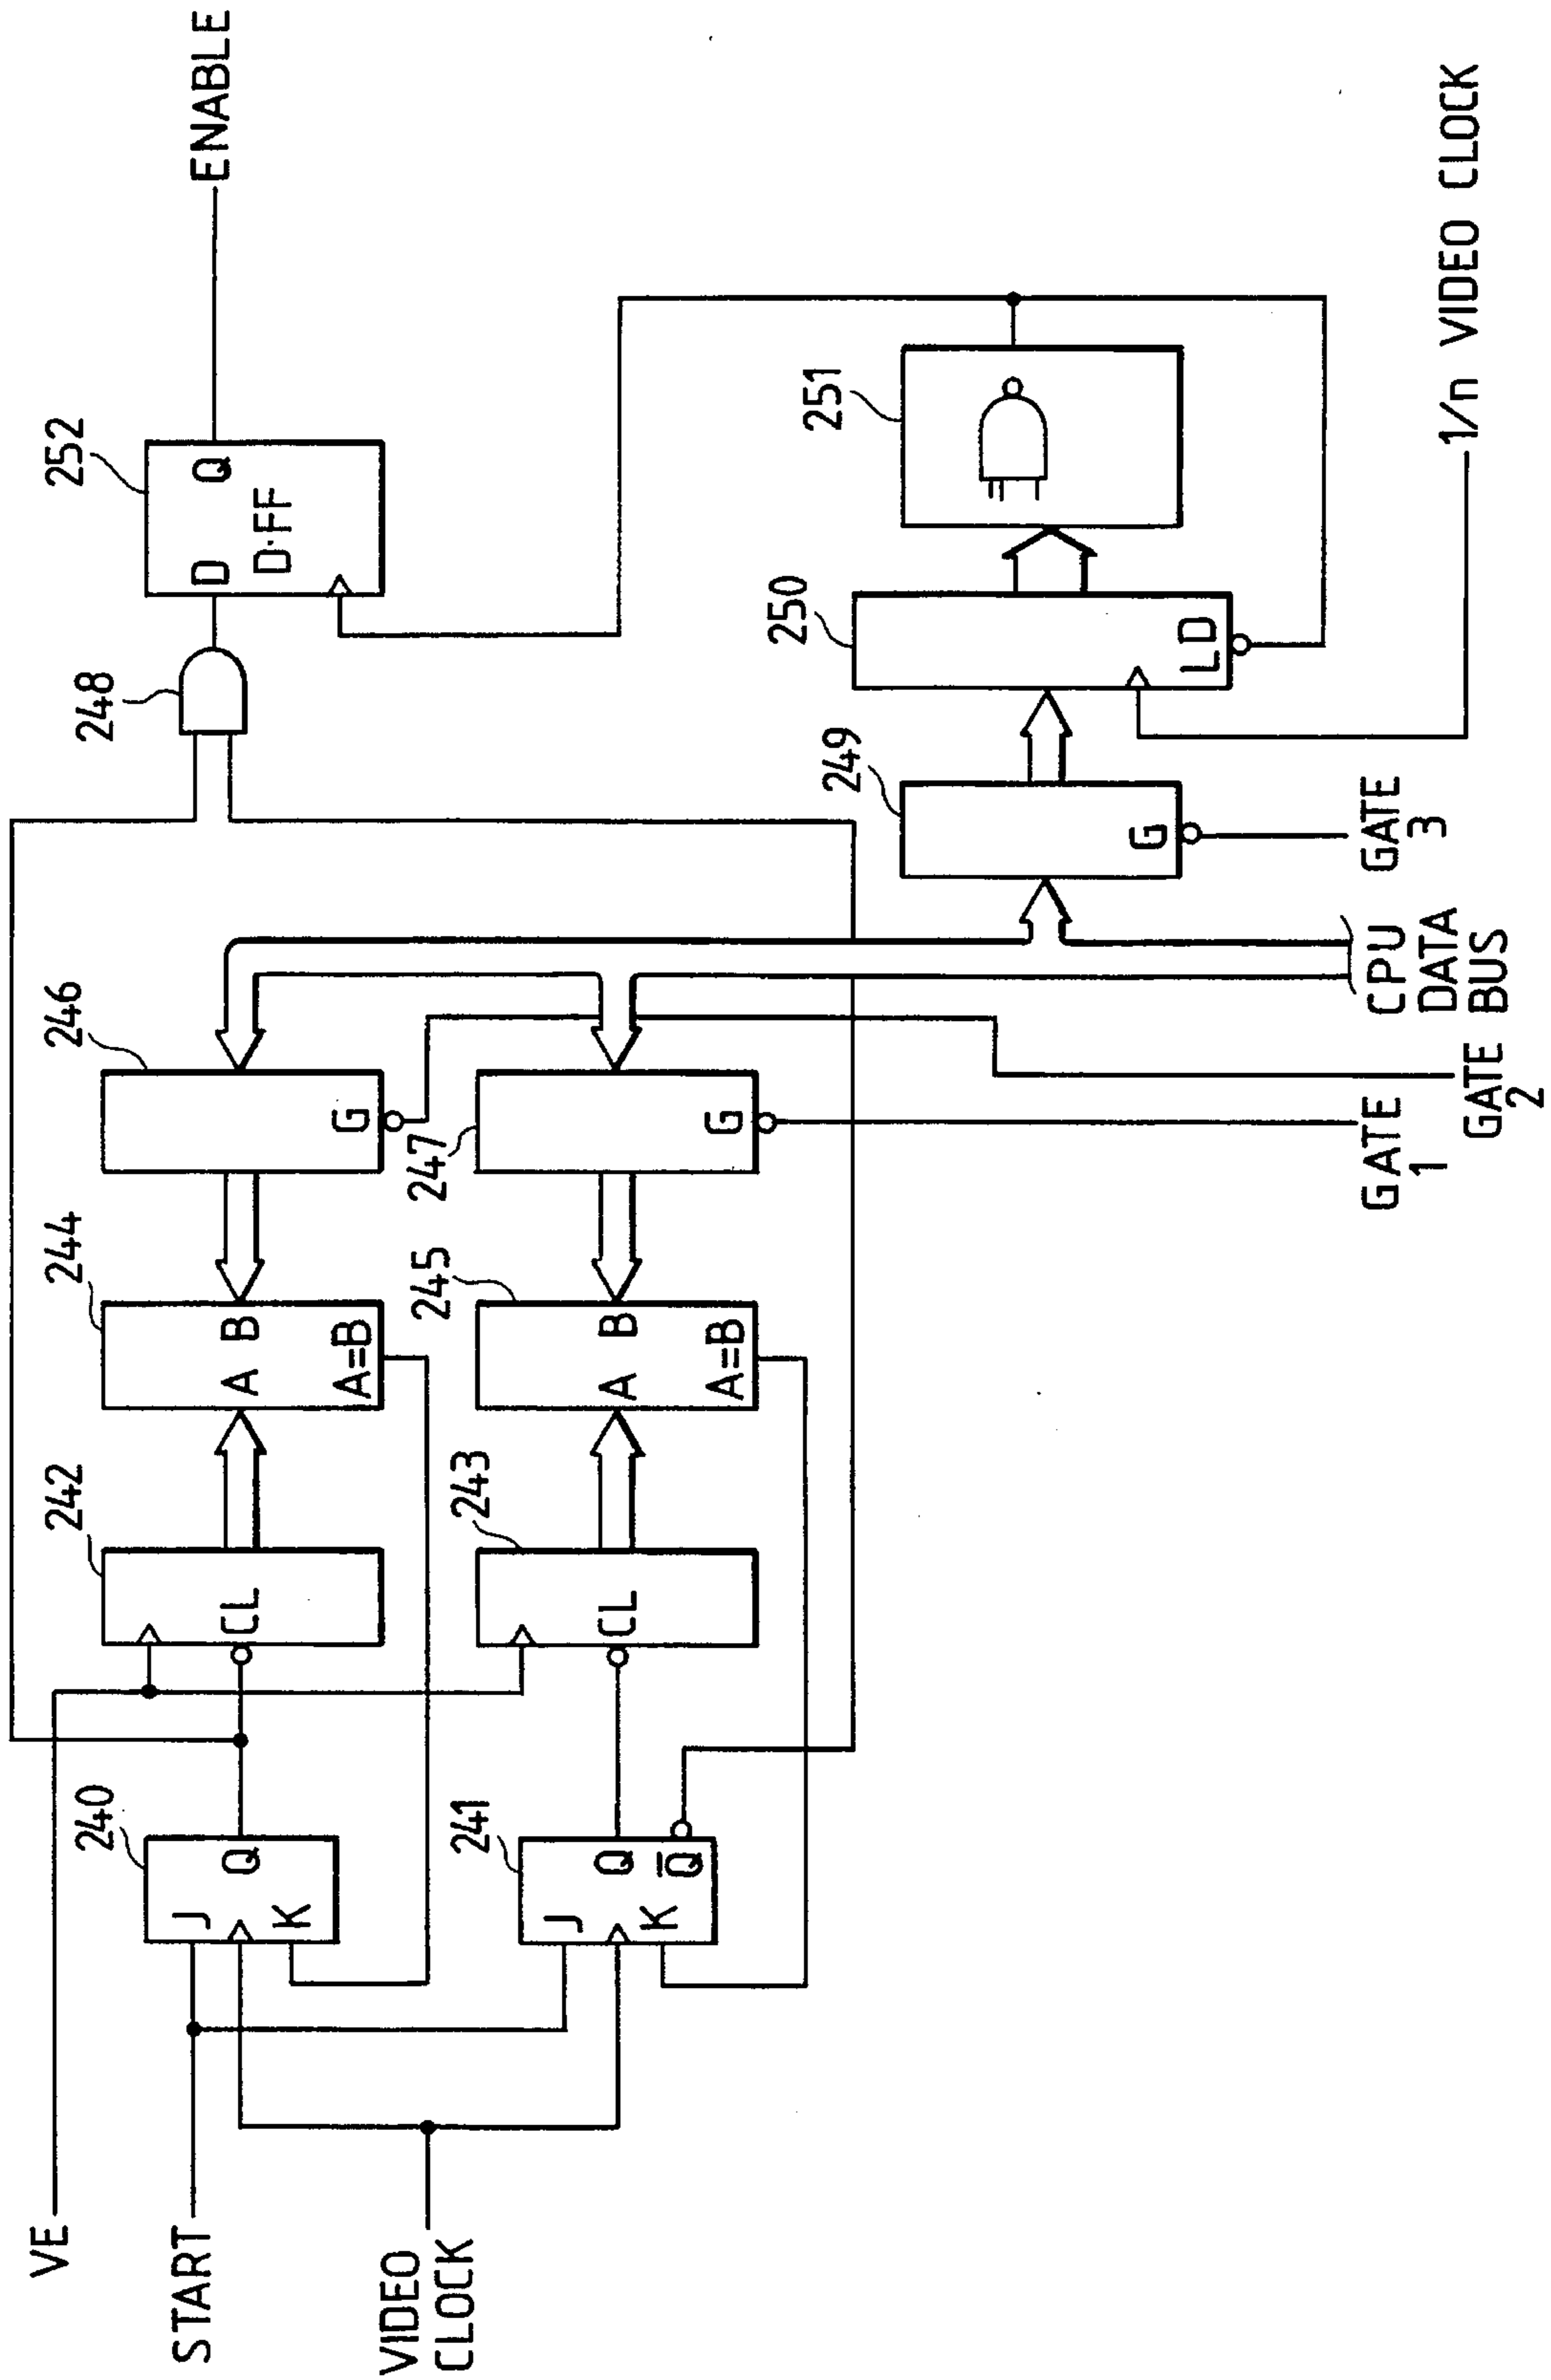 VE
START
VIDEO
CLOCK
240
J
Q
K
241
J
Q
Q̅
K
242
CL
243
CL
244
A B
A=B
245
A B
A=B
246
G
247
G
248
252
D Q
D·FF
ENABLE
249
G
250
LD
251
GATE
1
GATE
2
CPU
DATA
BUS
GATE
3
1/n VIDEO CLOCK